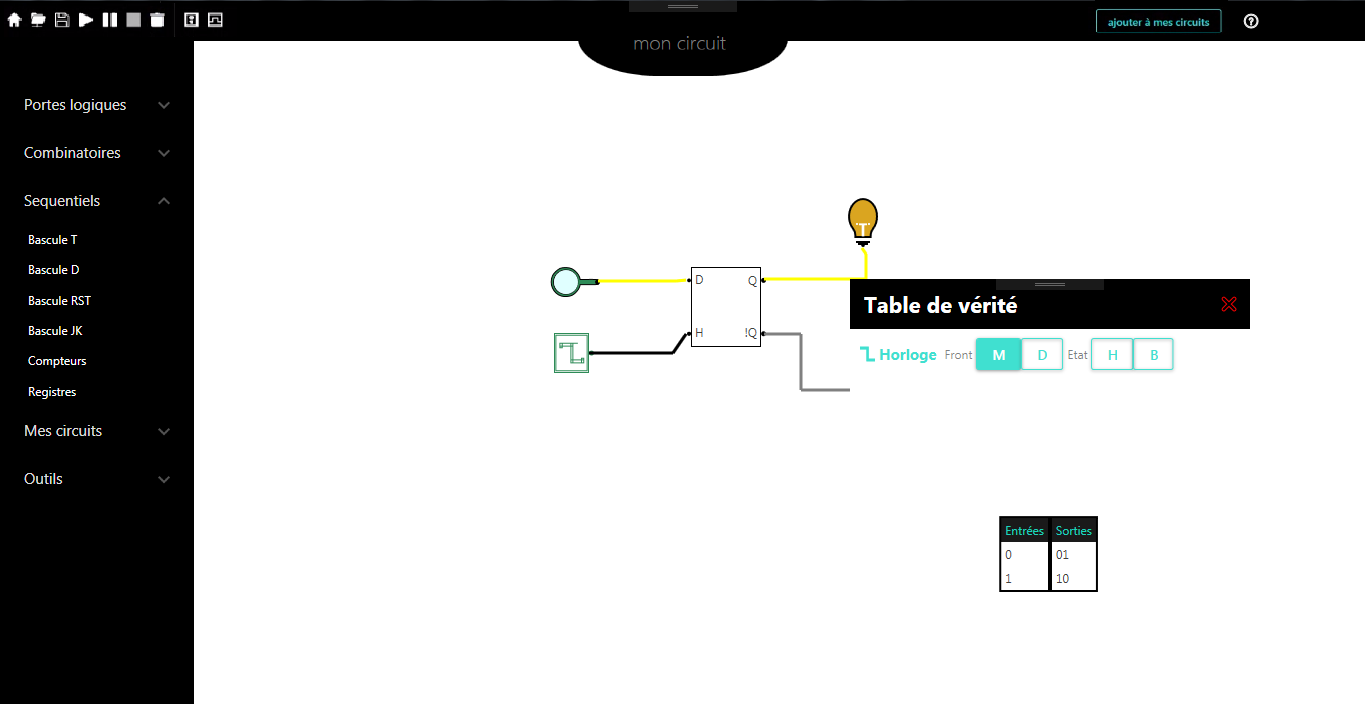 ajouter à mes circuits
mon circuit
Portes logiques
Combinatoires
Sequentiels
Bascule T
Bascule D
Bascule RST
Bascule JK
Compteurs
Registres
Mes circuits
Outils
D Q
H !Q
Table de vérité
Horloge Front M D Etat H B
Entrées Sorties
0 01
1 10